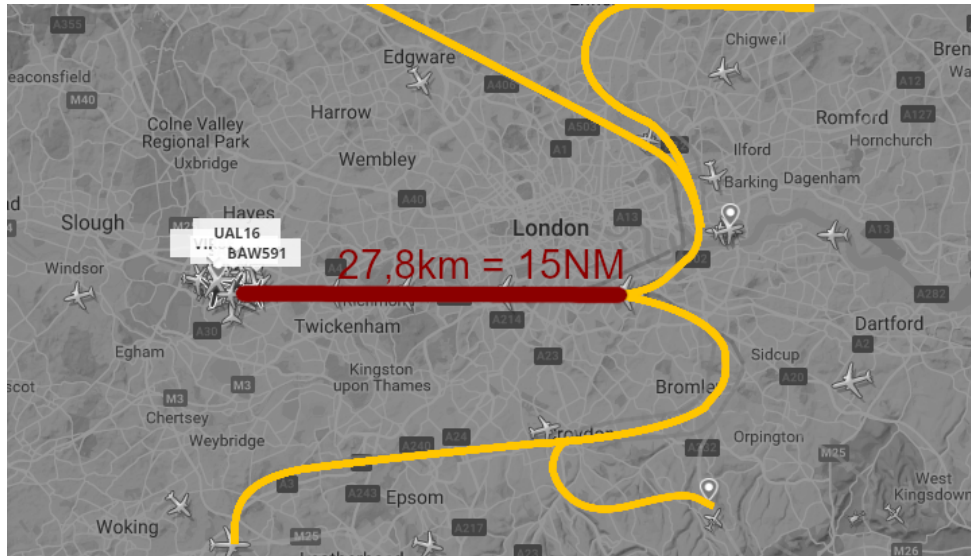 A355
Edgware
Chigwell
Bren
eaconsfield
A12
M40
A406
Harrow
Romford
A127
Colne Valley
Regional Park
A503
Hornchurch
Uxbridge
A1
Ilford
Wembley
Barking
Dagenham
A40
Slough
Hayes
A13
UAL16
London
A13
BAW591
27,8km = 15NM
Windsor
A282
Twickenham
A214
A30
Dartford
Egham
A23
A2
Sidcup
scot
M3
Kingston
upon Thames
A20
M3
Bromley
Chertsey
Weybridge
A24
Croydon
Orpington
A240
M25
A3
West
Kingsdown
A243
Epsom
Woking
A217
M25
M26